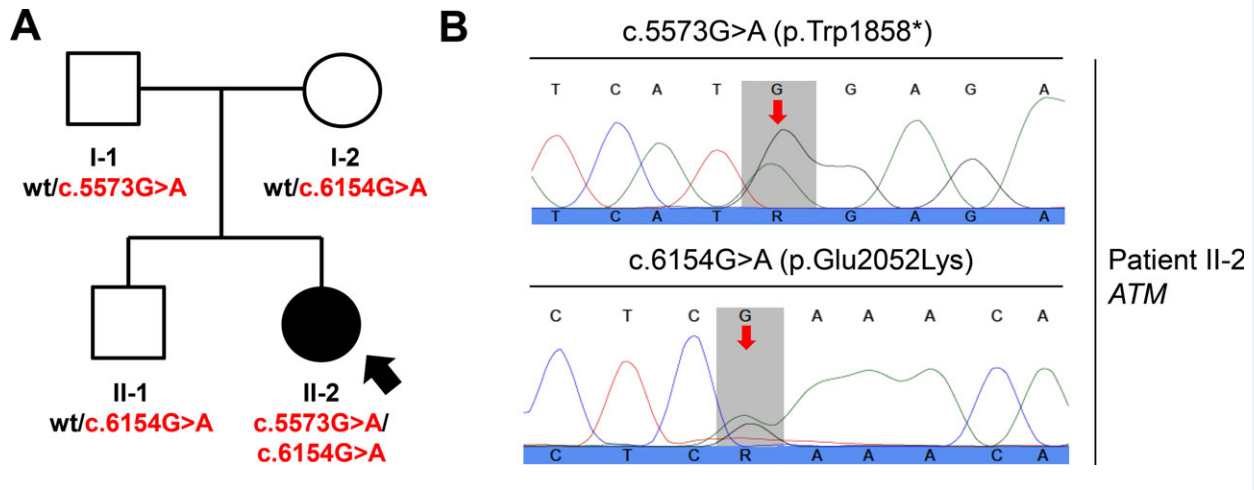 A
I-1
wt/c.5573G>A
I-2
wt/c.6154G>A
II-1
wt/c.6154G>A
II-2
c.5573G>A/
c.6154G>A
B
c.5573G>A (p.Trp1858*)
T C A T G G A G A
T C A T R G A G A
c.6154G>A (p.Glu2052Lys)
C T C G A A A C A
C T C R A A A C A
Patient II-2
ATM